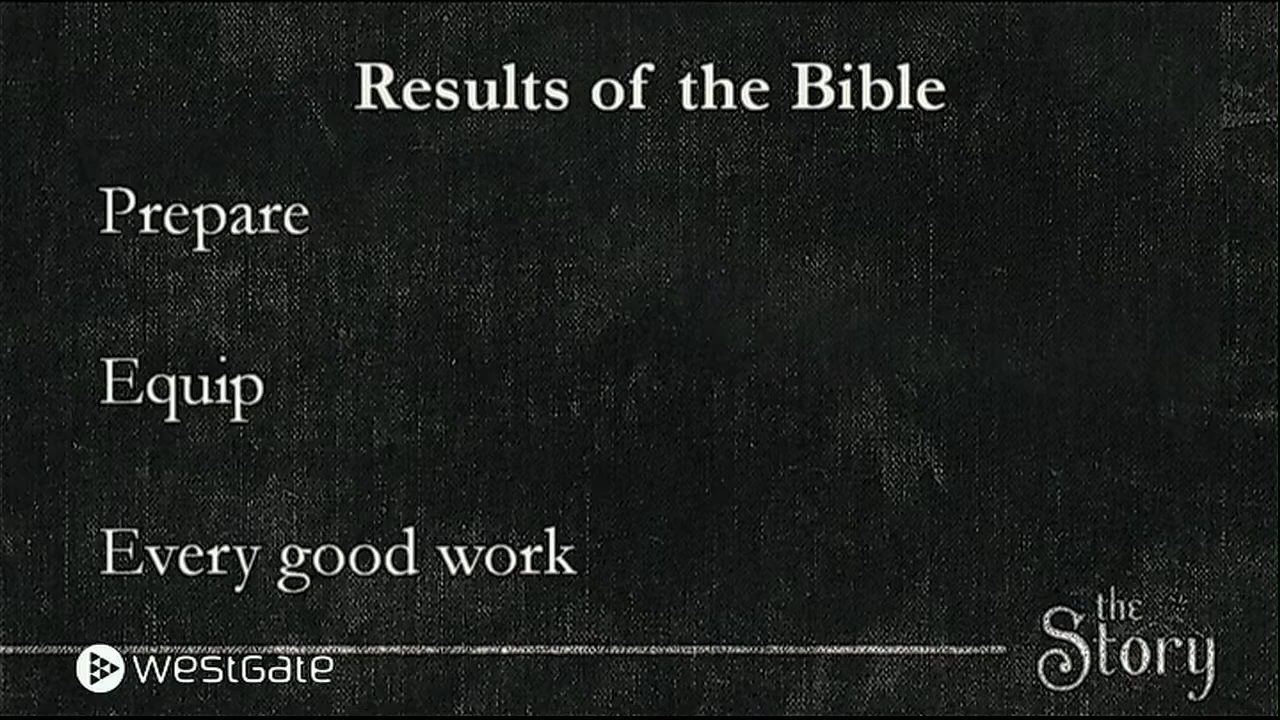 Results of the Bible
Prepare
Equip
Every good work
the
Story
westGate